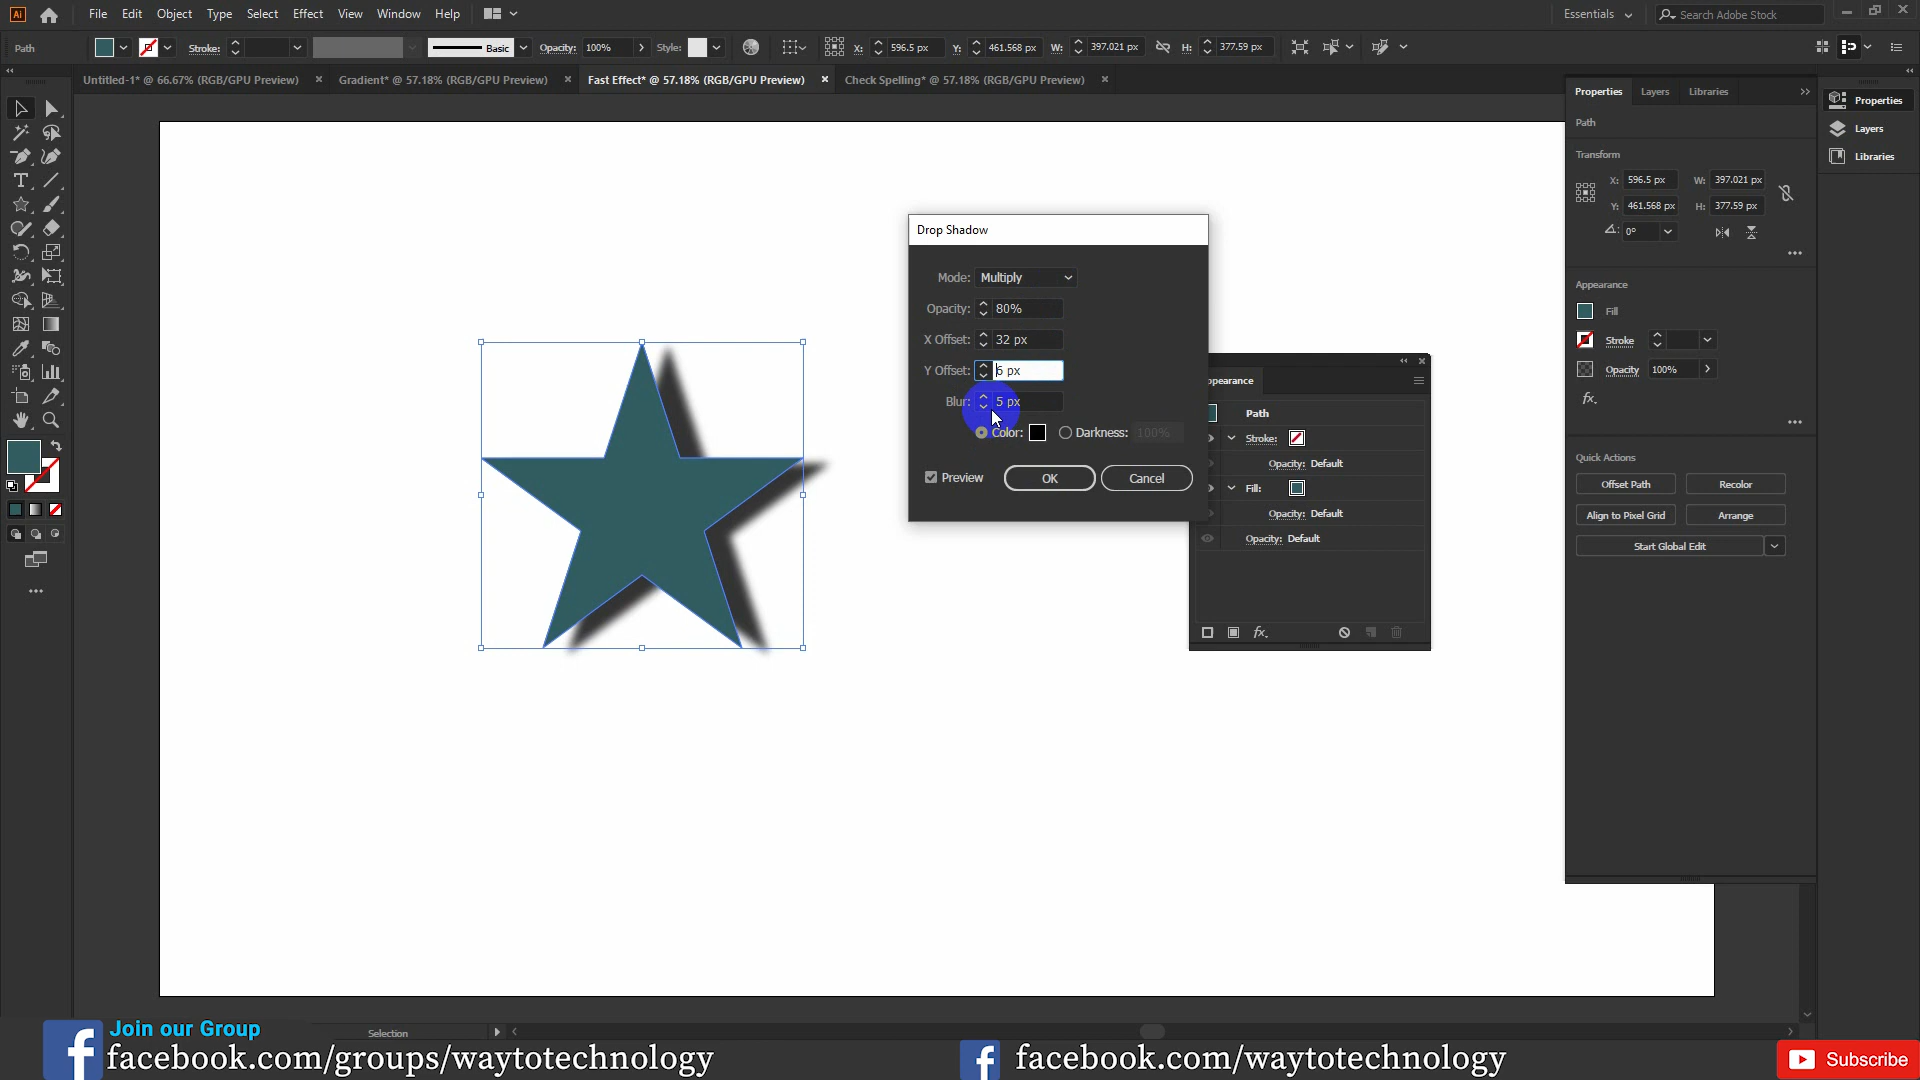 Ai File Edit Object Type Select Effect View Window Help Essentials Search Adobe Stock
Path Stroke: Basic Opacity: 100% Style: X: 596.5 px Y: 461.568 px W: 397.021 px H: 377.59 px
Untitled-1* @ 66.67% (RGB/GPU Preview) × Gradient* @ 57.18% (RGB/GPU Preview) × Fast Effect* @ 57.18% (RGB/GPU Preview) × Check Spelling* @ 57.18% (RGB/GPU Preview) ×
Properties Layers Libraries
Path
Transform
X: 596.5 px W: 397.021 px
Y: 461.568 px H: 377.59 px
0°
Appearance
Fill
Stroke
Opacity 100%
fx.
Quick Actions
Offset Path Recolor
Align to Pixel Grid Arrange
Start Global Edit
Properties
Layers
Libraries
Drop Shadow
Mode: Multiply
Opacity: 80%
X Offset: 32 px
Y Offset: 6 px
Blur: 5 px
Color: Darkness: 100%
Preview OK Cancel
ppearance
Path
Stroke:
Opacity: Default
Fill:
Opacity: Default
Opacity: Default
fx.
Selection
Join our Group
facebook.com/groups/waytotechnology
facebook.com/waytotechnology
Subscribe